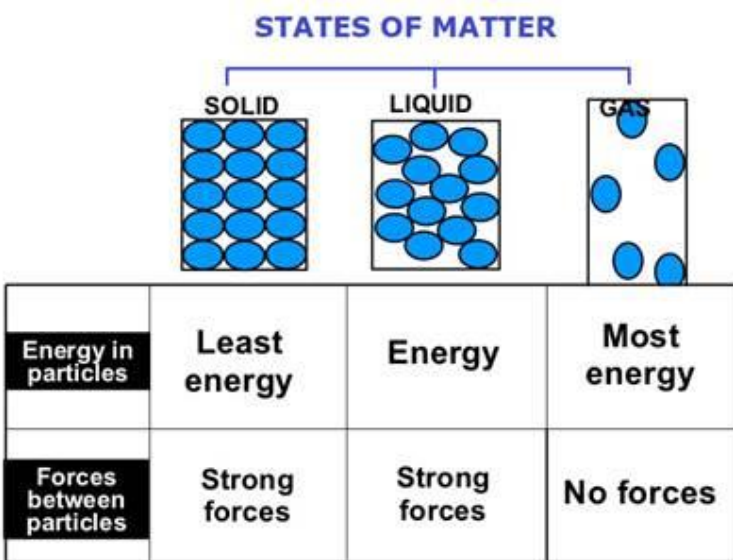 STATES OF MATTER
SOLID
LIQUID
GAS
Energy in
particles
Least
energy
Energy
Most
energy
Forces
between
particles
Strong
forces
Strong
forces
No forces